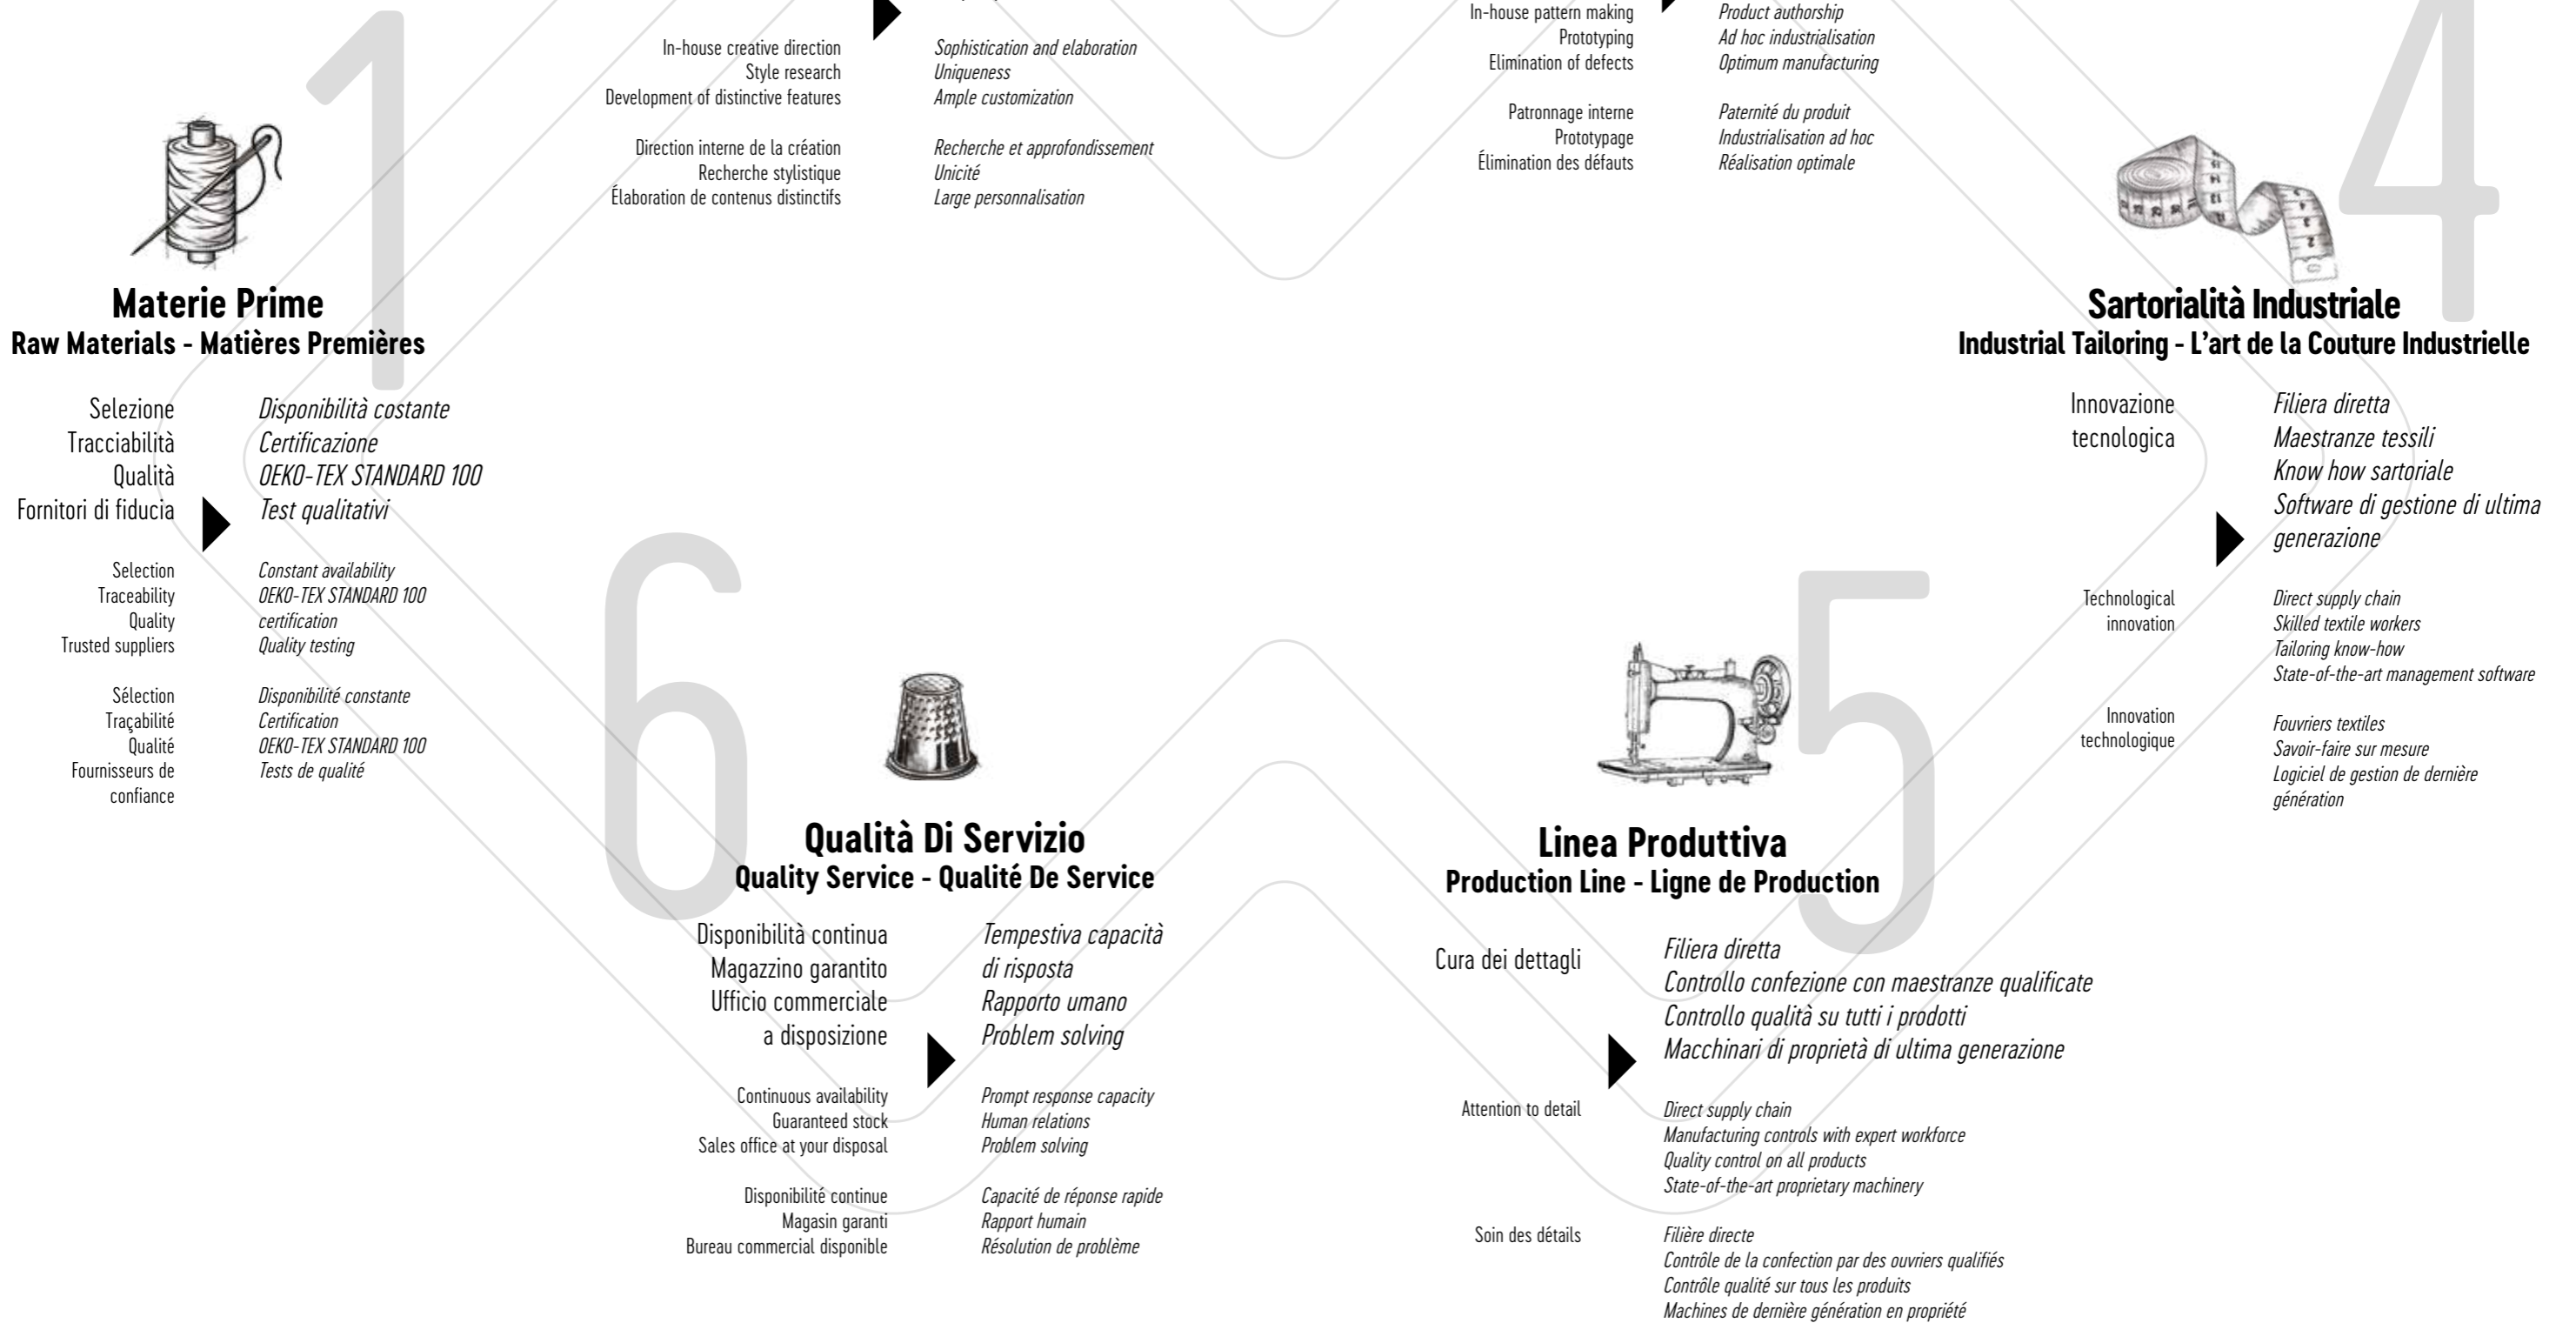 In-house creative direction
Style research
Development of distinctive features
Sophistication and elaboration
Uniqueness
Ample customization
Direction interne de la création
Recherche stylistique
Élaboration de contenus distinctifs
Recherche et approfondissement
Unicité
Large personnalisation
In-house pattern making
Prototyping
Elimination of defects
Product authorship
Ad hoc industrialisation
Optimum manufacturing
Patronnage interne
Prototypage
Élimination des défauts
Paternité du produit
Industrialisation ad hoc
Réalisation optimale
1
Materie Prime
Raw Materials - Matières Premières
Selezione
Tracciabilità
Qualità
Fornitori di fiducia
Disponibilità costante
Certificazione
OEKO-TEX STANDARD 100
Test qualitativi
Selection
Traceability
Quality
Trusted suppliers
Constant availability
OEKO-TEX STANDARD 100
certification
Quality testing
Sélection
Traçabilité
Qualité
Fournisseurs de
confiance
Disponibilité constante
Certification
OEKO-TEX STANDARD 100
Tests de qualité
4
Sartorialità Industriale
Industrial Tailoring - L'art de la Couture Industrielle
Innovazione
tecnologica
Filiera diretta
Maestranze tessili
Know how sartoriale
Software di gestione di ultima
generazione
Technological
innovation
Direct supply chain
Skilled textile workers
Tailoring know-how
State-of-the-art management software
Innovation
technologique
Fouvriers textiles
Savoir-faire sur mesure
Logiciel de gestion de dernière
génération
6
Qualità Di Servizio
Quality Service - Qualité De Service
Disponibilità continua
Magazzino garantito
Ufficio commerciale
a disposizione
Tempestiva capacità
di risposta
Rapporto umano
Problem solving
Continuous availability
Guaranteed stock
Sales office at your disposal
Prompt response capacity
Human relations
Problem solving
Disponibilité continue
Magasin garanti
Bureau commercial disponible
Capacité de réponse rapide
Rapport humain
Résolution de problème
5
Linea Produttiva
Production Line - Ligne de Production
Cura dei dettagli
Filiera diretta
Controllo confezione con maestranze qualificate
Controllo qualità su tutti i prodotti
Macchinari di proprietà di ultima generazione
Attention to detail
Direct supply chain
Manufacturing controls with expert workforce
Quality control on all products
State-of-the-art proprietary machinery
Soin des détails
Filière directe
Contrôle de la confection par des ouvriers qualifiés
Contrôle qualité sur tous les produits
Machines de dernière génération en propriété